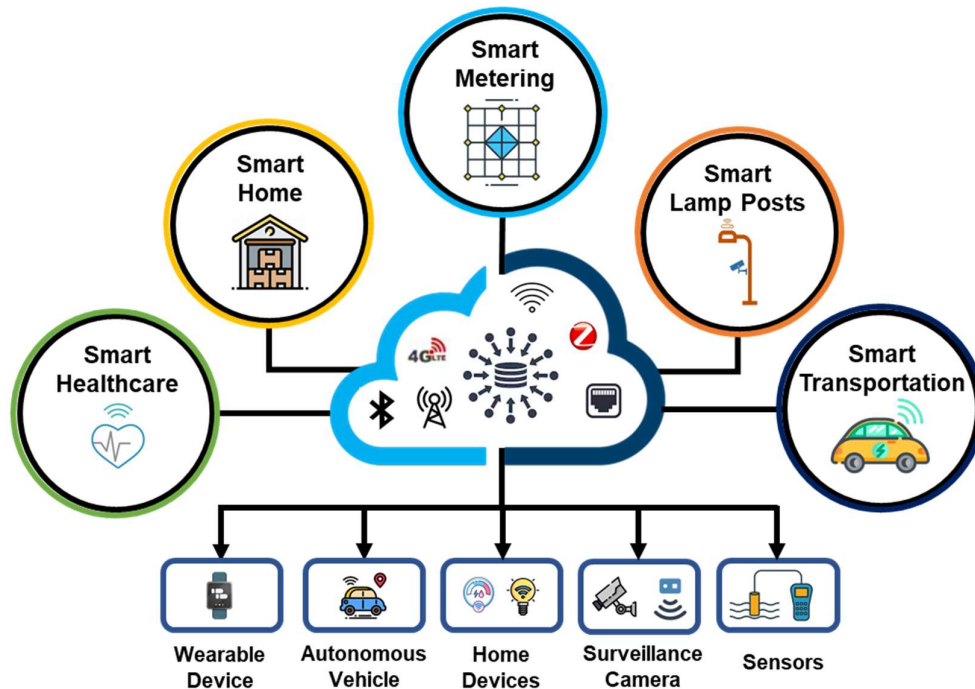 Smart
Metering
Smart
Home
Smart
Lamp Posts
Smart
Healthcare
Smart
Transportation
4G LTE
Z
Wearable
Device
Autonomous
Vehicle
Home
Devices
Surveillance
Camera
Sensors